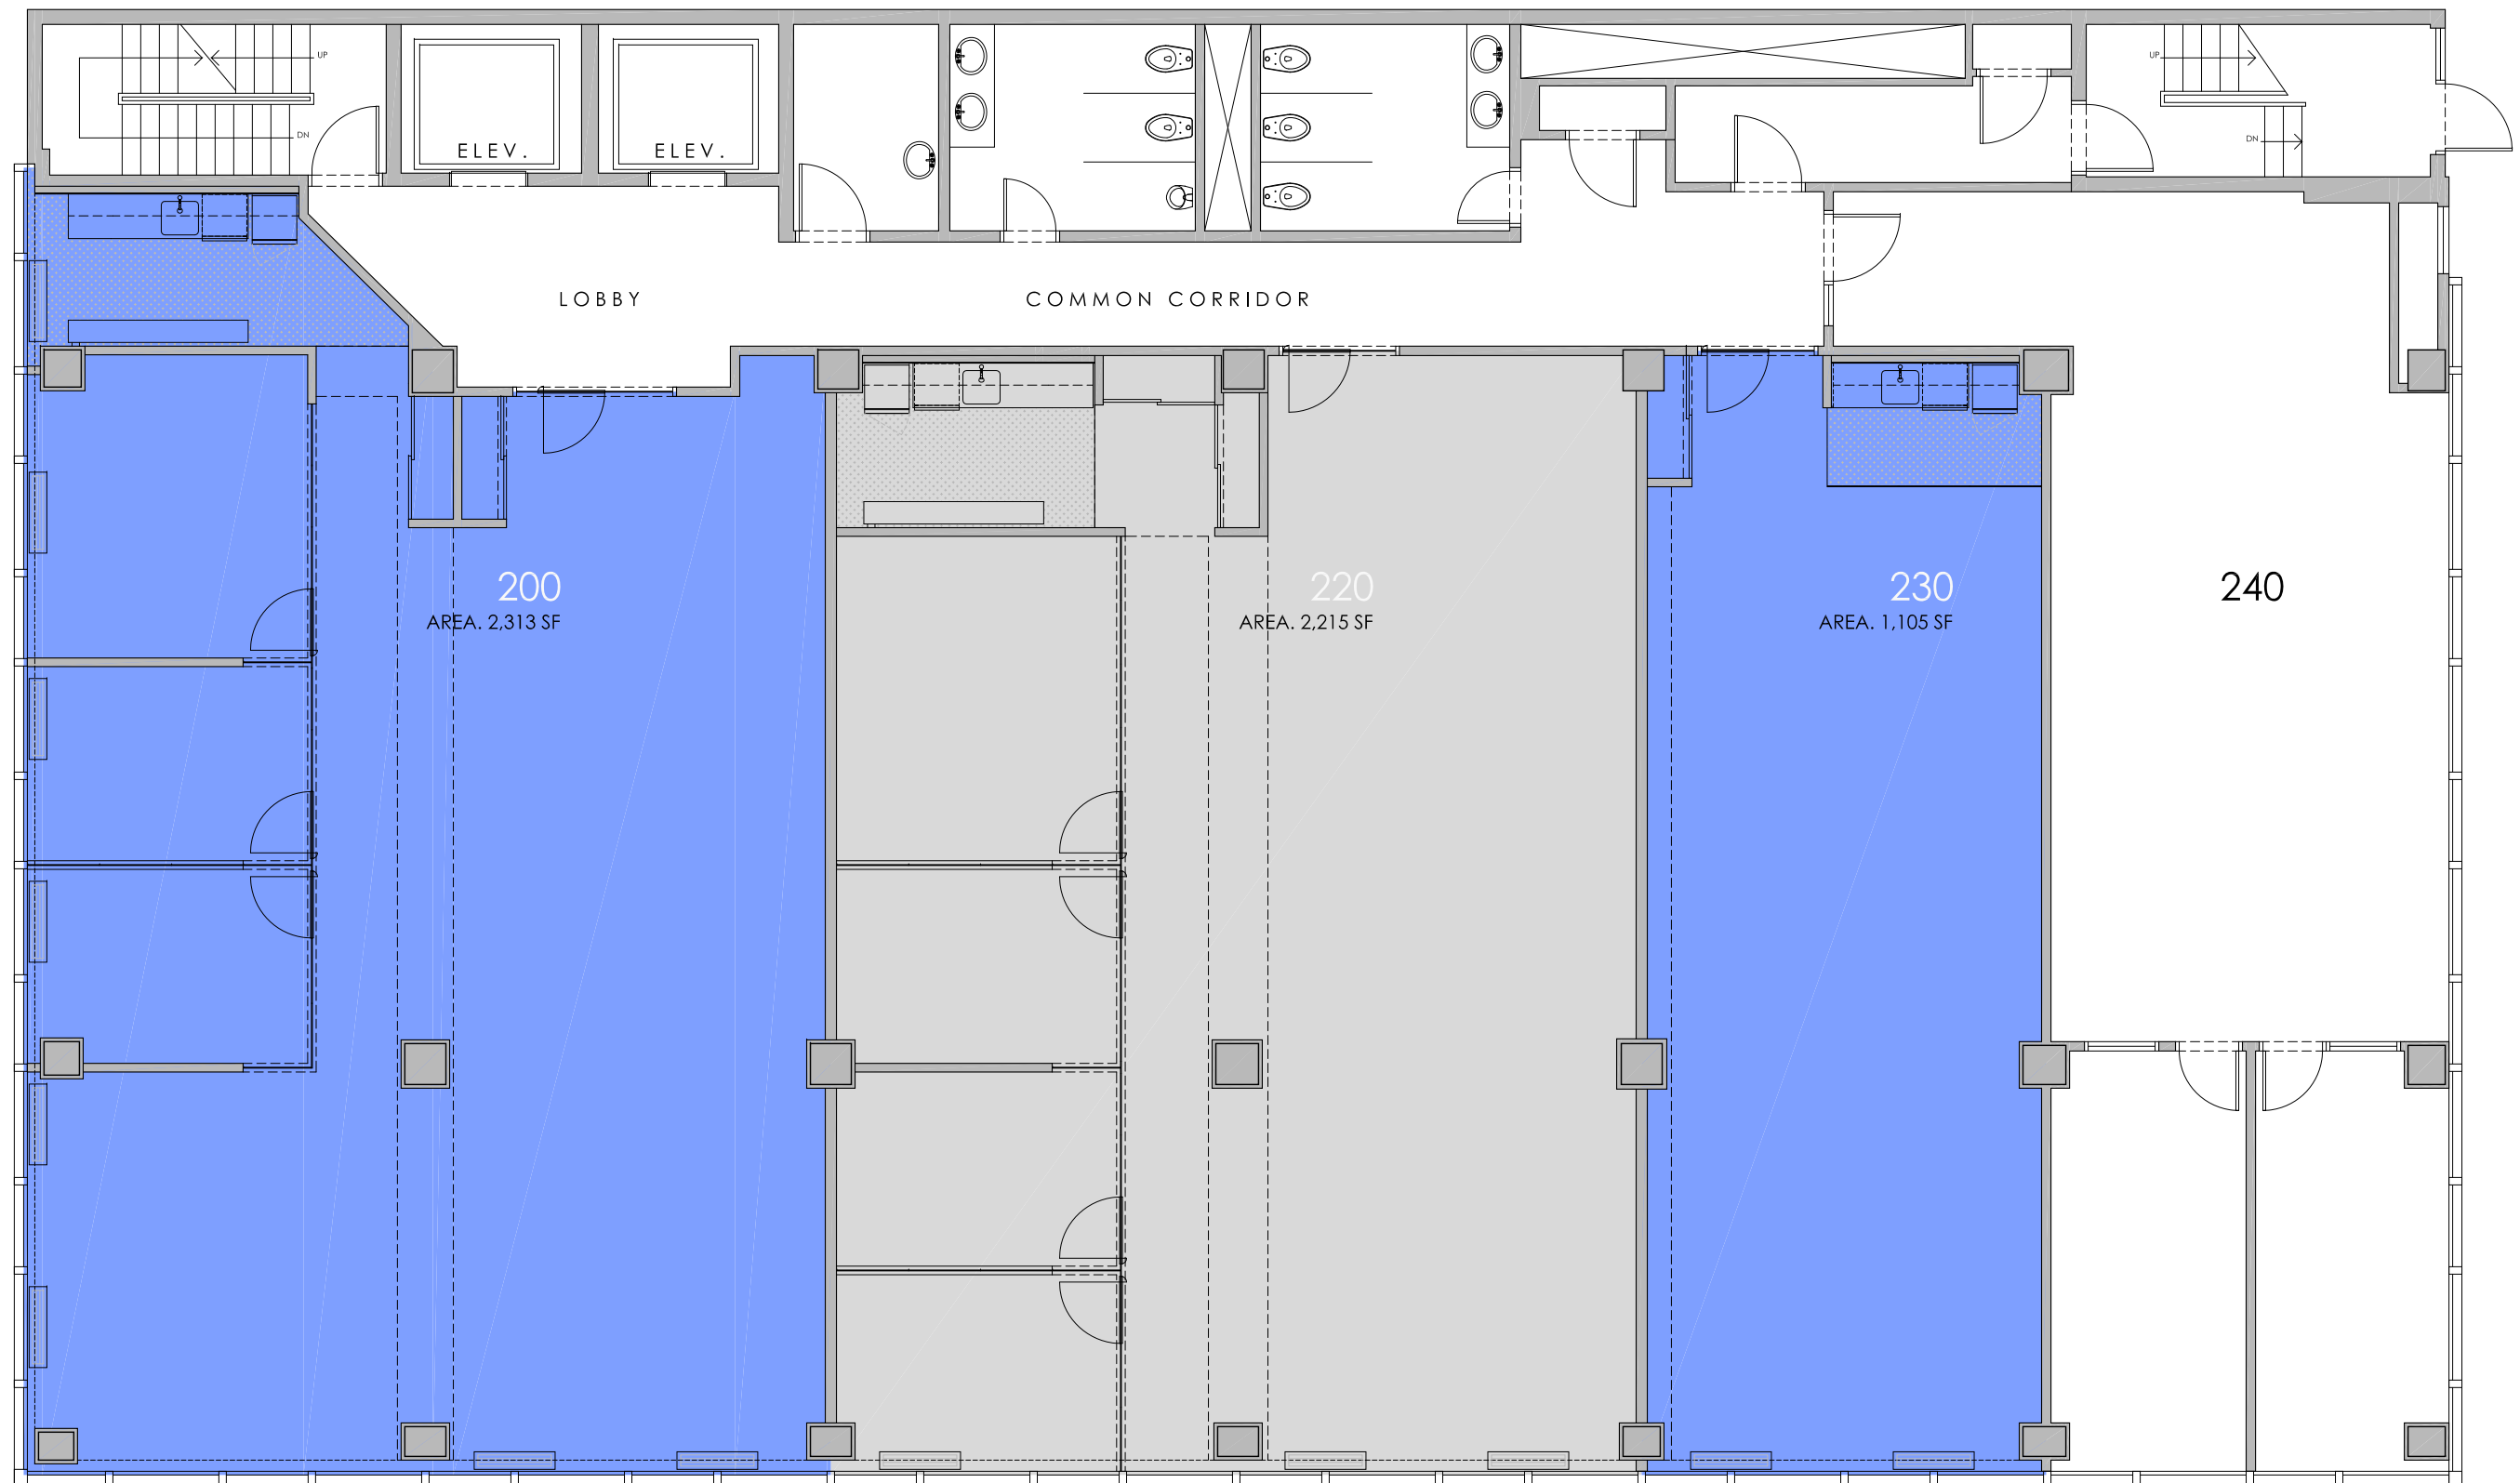 UP
UP
DN
DN
ELEV.
ELEV.
LOBBY
COMMON CORRIDOR
200
AREA. 2,313 SF
220
AREA. 2,215 SF
230
AREA. 1,105 SF
240